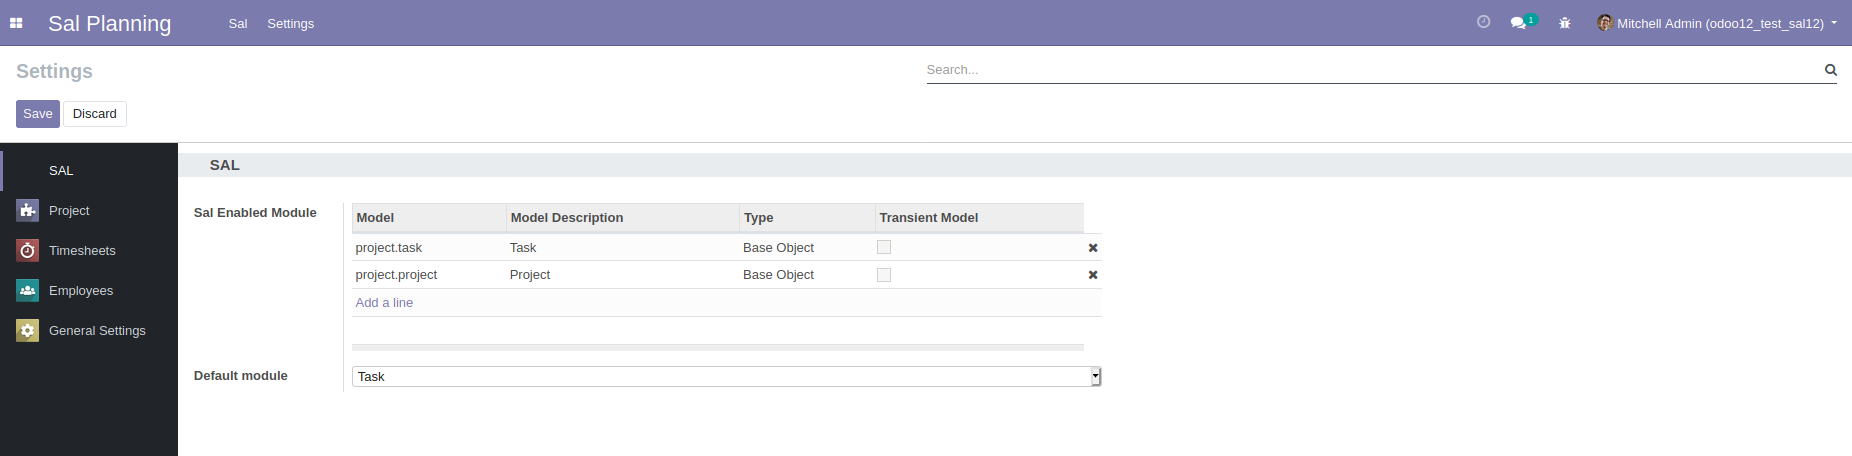 Sal Planning Sal Settings 1 Mitchell Admin (odoo12_test_sal12)
Settings Search...
Save Discard
SAL SAL
Project Sal Enabled Module Model Model Description Type Transient Model
Timesheets project.task Task Base Object
project.project Project Base Object
Employees
Add a line
General Settings
Default module Task